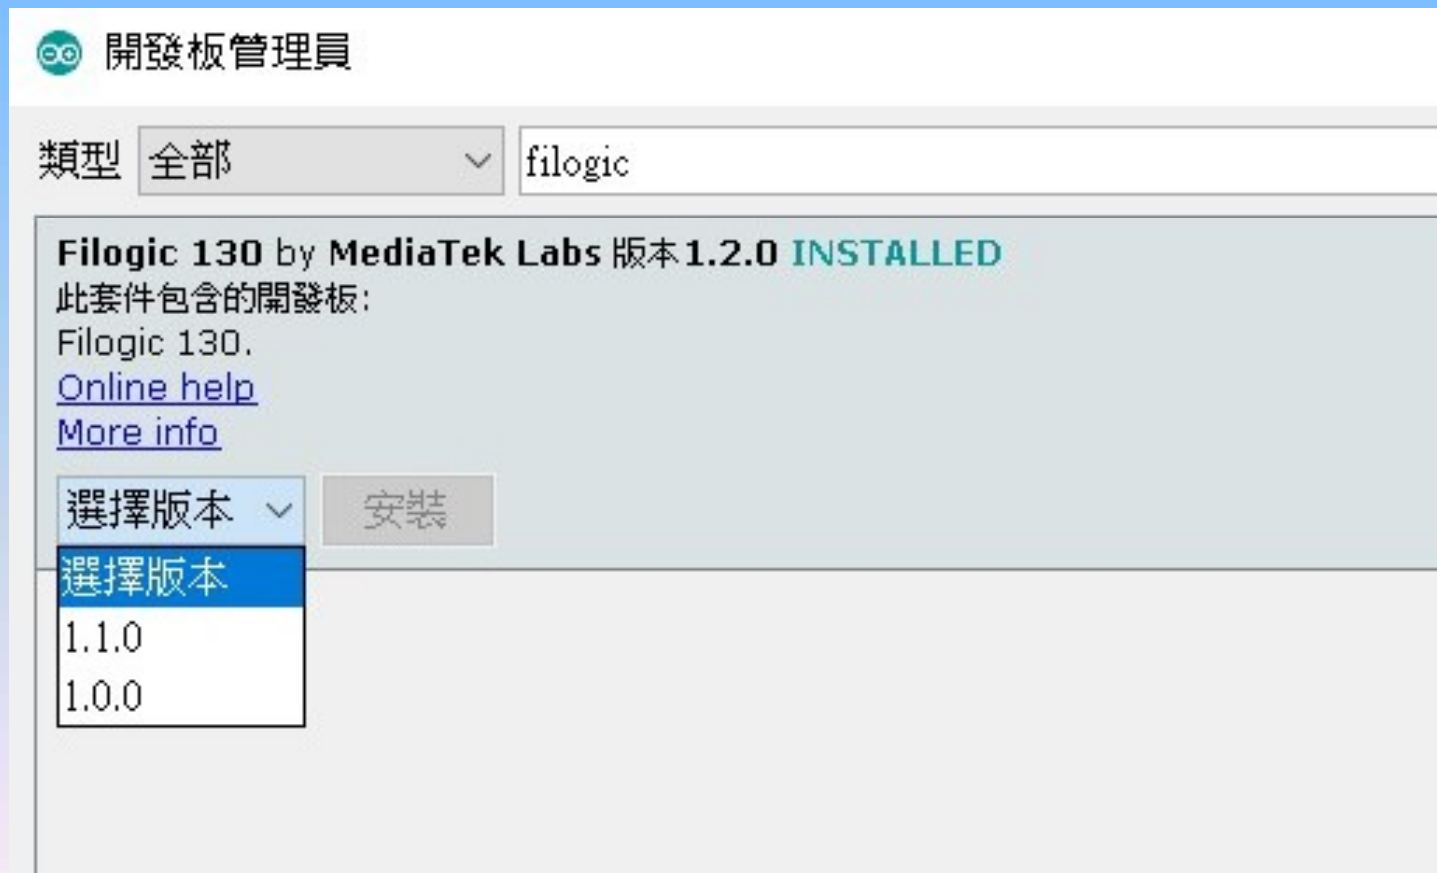 開發板管理員
類型 全部 filogic
Filogic 130 by MediaTek Labs 版本1.2.0 INSTALLED
此套件包含的開發板:
Filogic 130.
Online help
More info
選擇版本 安裝
選擇版本
1.1.0
1.0.0